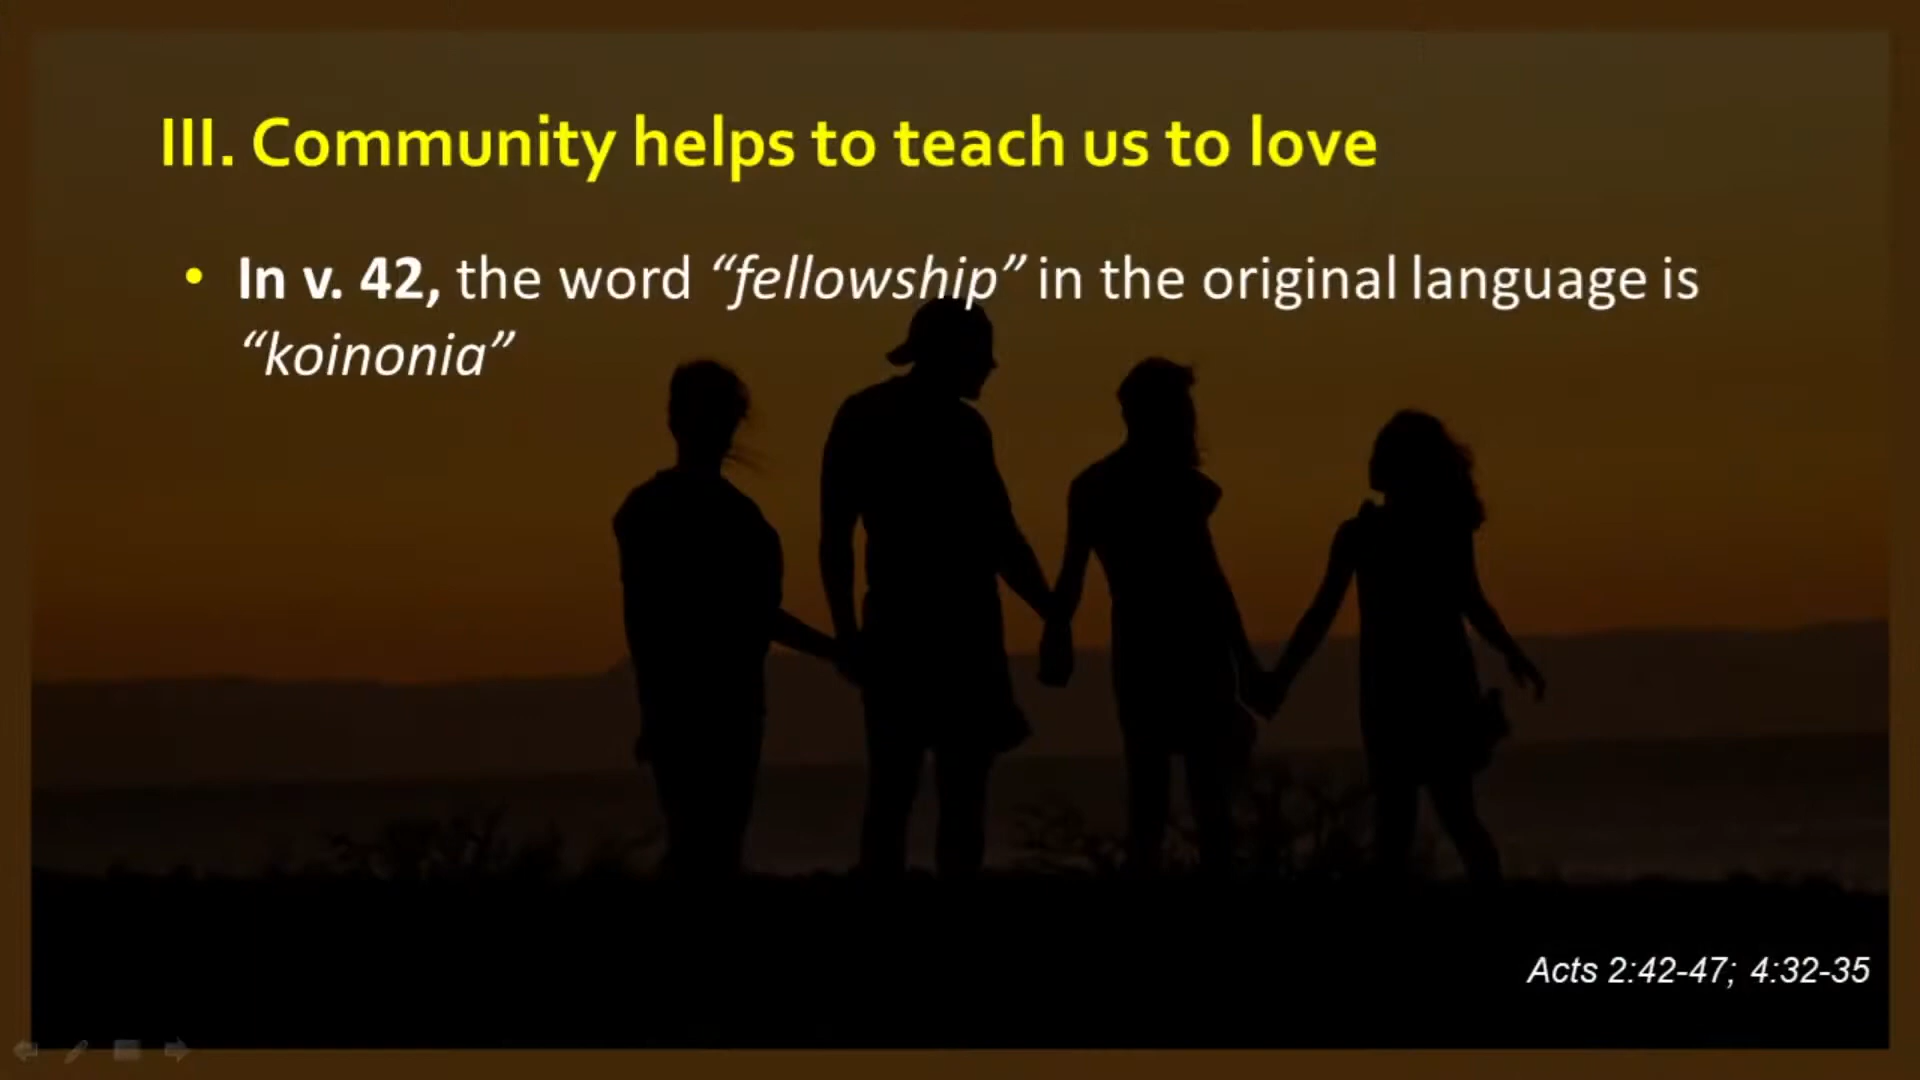 III. Community helps to teach us to love
• In v. 42, the word “fellowship” in the original language is
“koinonia”
Acts 2:42-47; 4:32-35